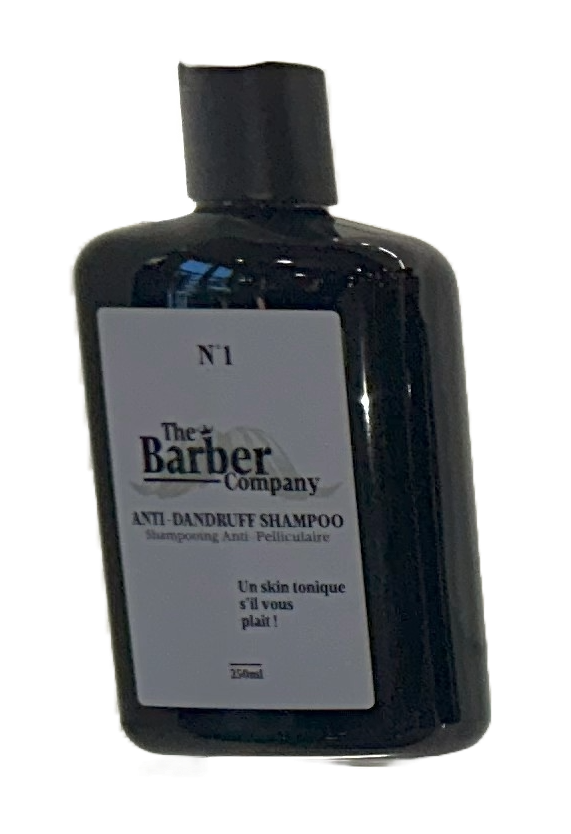 N°1
The
Barber
Company
ANTI-DANDRUFF SHAMPOO
Shampooing Anti-Pelliculaire
Un skin tonique
s'il vous
plait !
250ml